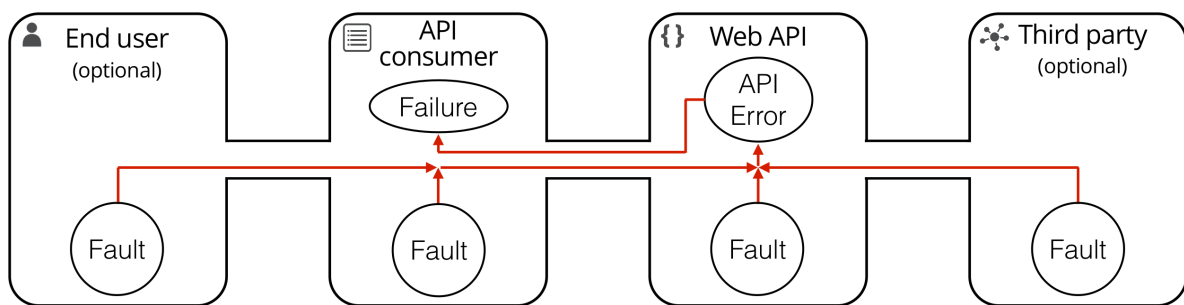 End user
(optional)
API
consumer
Failure
{} Web API
API
Error
Third party
(optional)
Fault
Fault
Fault
Fault